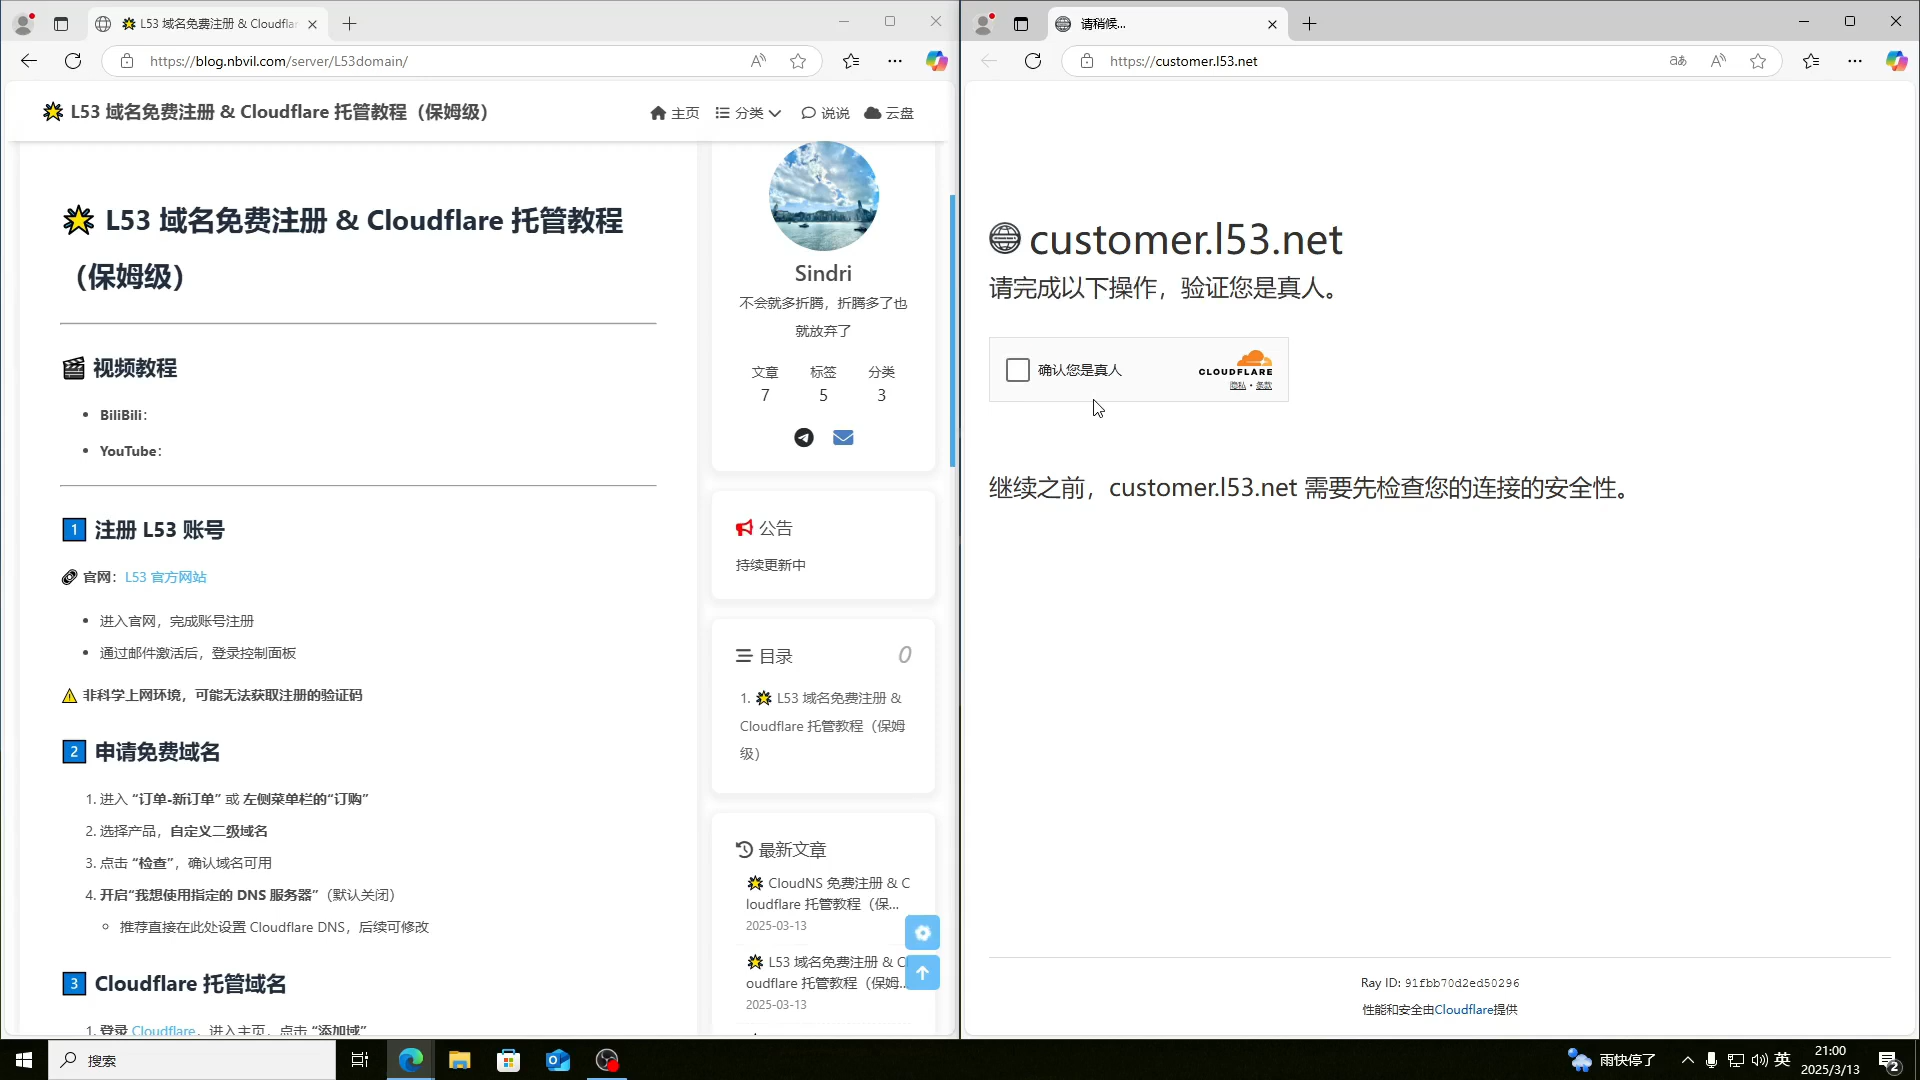 L53 域名免费注册 & Cloudflar
https://blog.nbvil.com/server/L53domain/
L53 域名免费注册 & Cloudflare 托管教程（保姆级）
主页
分类
说说
云盘
L53 域名免费注册 & Cloudflare 托管教程
（保姆级）
视频教程
• BiliBili：
• YouTube：
1 注册 L53 账号
官网：L53 官方网站
• 进入官网，完成账号注册
• 通过邮件激活后，登录控制面板
非科学上网环境，可能无法获取注册的验证码
2 申请免费域名
1. 进入 “订单-新订单” 或 左侧菜单栏的“订购”
2. 选择产品，自定义二级域名
3. 点击 “检查”，确认域名可用
4. 开启“我想使用指定的 DNS 服务器”（默认关闭）
推荐直接在此处设置 Cloudflare DNS，后续可修改
3 Cloudflare 托管域名
1. 登录 Cloudflare，进入主页，点击 “添加域”
Sindri
不会就多折腾，折腾多了也
就放弃了
文章 标签 分类
7 5 3
公告
持续更新中
目录 0
1. L53 域名免费注册 &
Cloudflare 托管教程（保姆
级）
最新文章
CloudNS 免费注册 & C
loudflare 托管教程（保...
2025-03-13
L53 域名免费注册 & C
oudflare 托管教程（保姆...
2025-03-13
请稍候...
https://customer.l53.net
customer.l53.net
请完成以下操作，验证您是真人。
确认您是真人
CLOUDFLARE
隐私 • 条款
继续之前，customer.l53.net 需要先检查您的连接的安全性。
Ray ID: 91fbb70d2ed50296
性能和安全由Cloudflare提供
搜索
雨快停了
英
21:00
2025/3/13
2